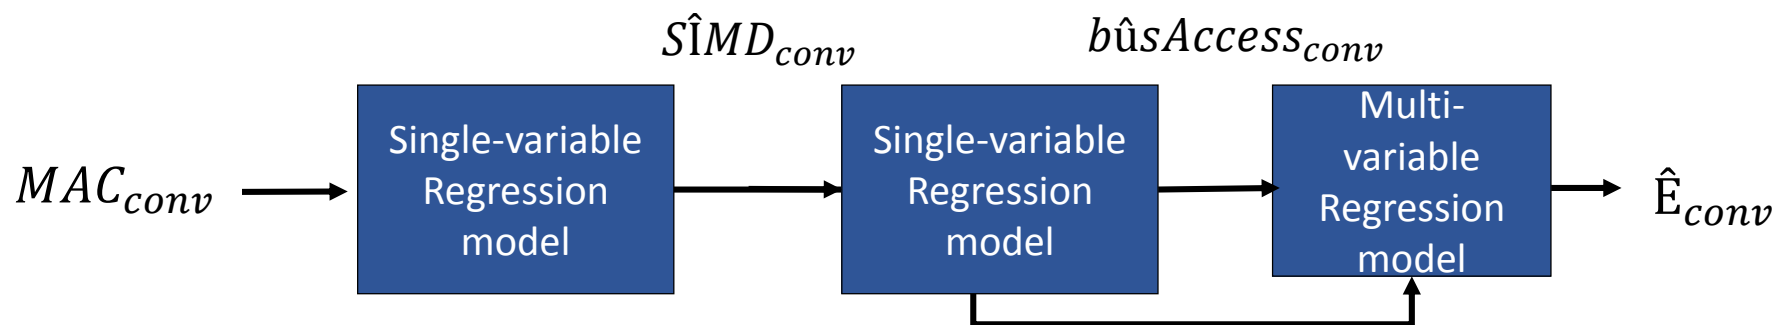 SÎMD_conv
bûsAccess_conv
MAC_conv
Single-variable
Regression
model
Single-variable
Regression
model
Multi-
variable
Regression
model
Ê_conv